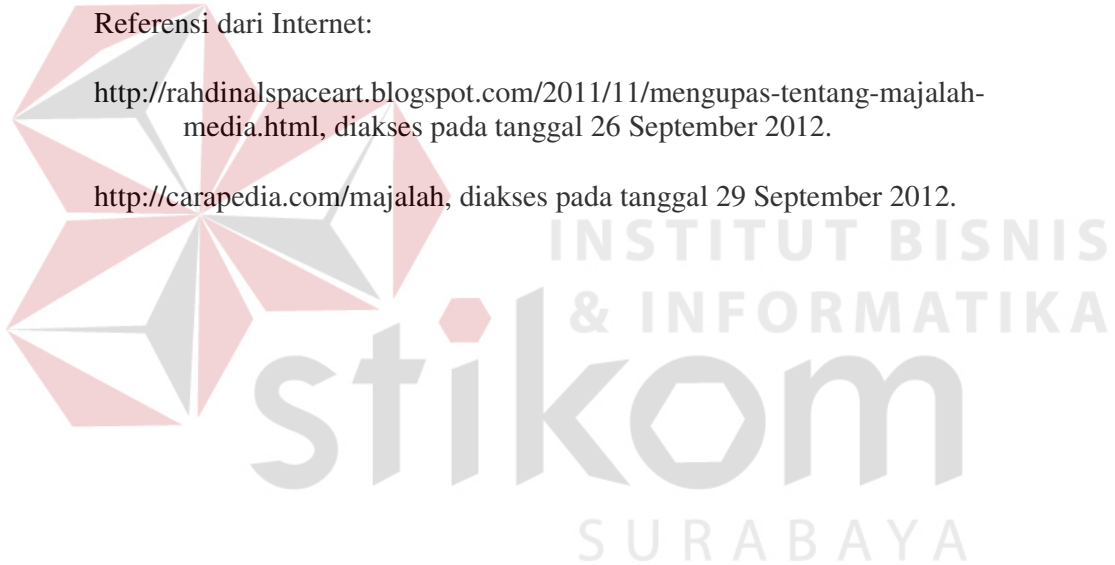 Referensi dari Internet:
http://rahdinalspaceart.blogspot.com/2011/11/mengupas-tentang-majalah-
media.html, diakses pada tanggal 26 September 2012.
http://carapedia.com/majalah, diakses pada tanggal 29 September 2012.
INSTITUT BISNIS
& INFORMATIKA
stikom
SURABAYA